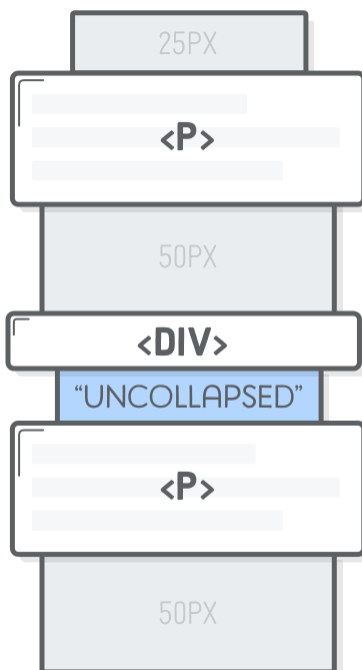 25PX
<P>
50PX
<DIV>
“UNCOLLAPSED”
<P>
50PX